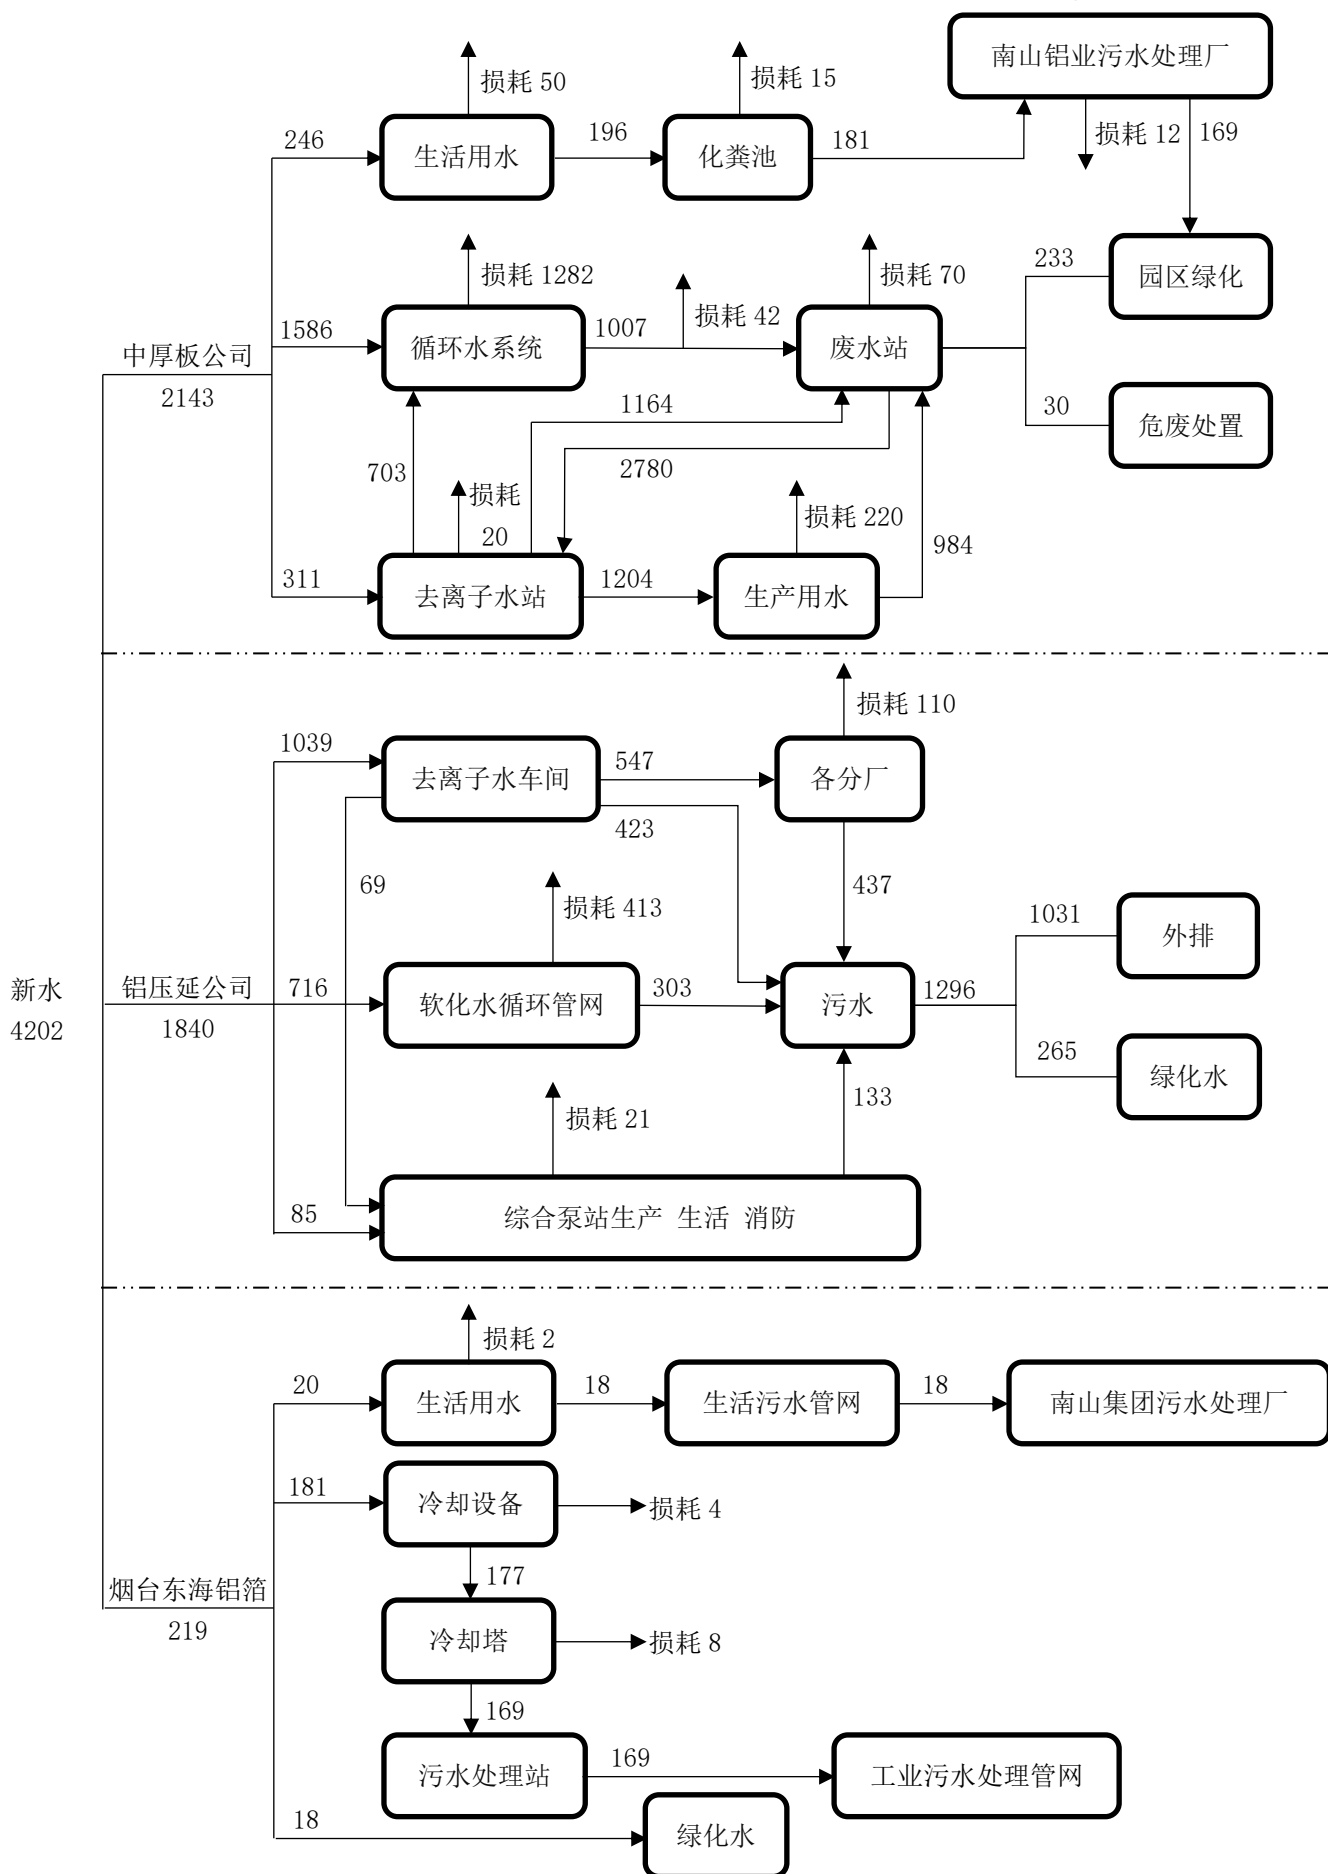 南山铝业污水处理厂
损耗 50
损耗 15
损耗 12
169
246
生活用水
196
化粪池
181
损耗 1282
损耗 42
损耗 70
233
园区绿化
1586
循环水系统
1007
废水站
中厚板公司
2143
1164
30
危废处置
703
2780
损耗
20
损耗 220
984
311
去离子水站
1204
生产用水
损耗 110
1039
去离子水车间
547
各分厂
423
69
损耗 413
437
1031
外排
新水
4202
铝压延公司
1840
716
软化水循环管网
303
污水
1296
265
绿化水
损耗 21
133
85
综合泵站生产 生活 消防
损耗 2
20
生活用水
18
生活污水管网
18
南山集团污水处理厂
181
冷却设备
损耗 4
177
烟台东海铝箔
219
冷却塔
损耗 8
169
污水处理站
169
工业污水处理管网
18
绿化水